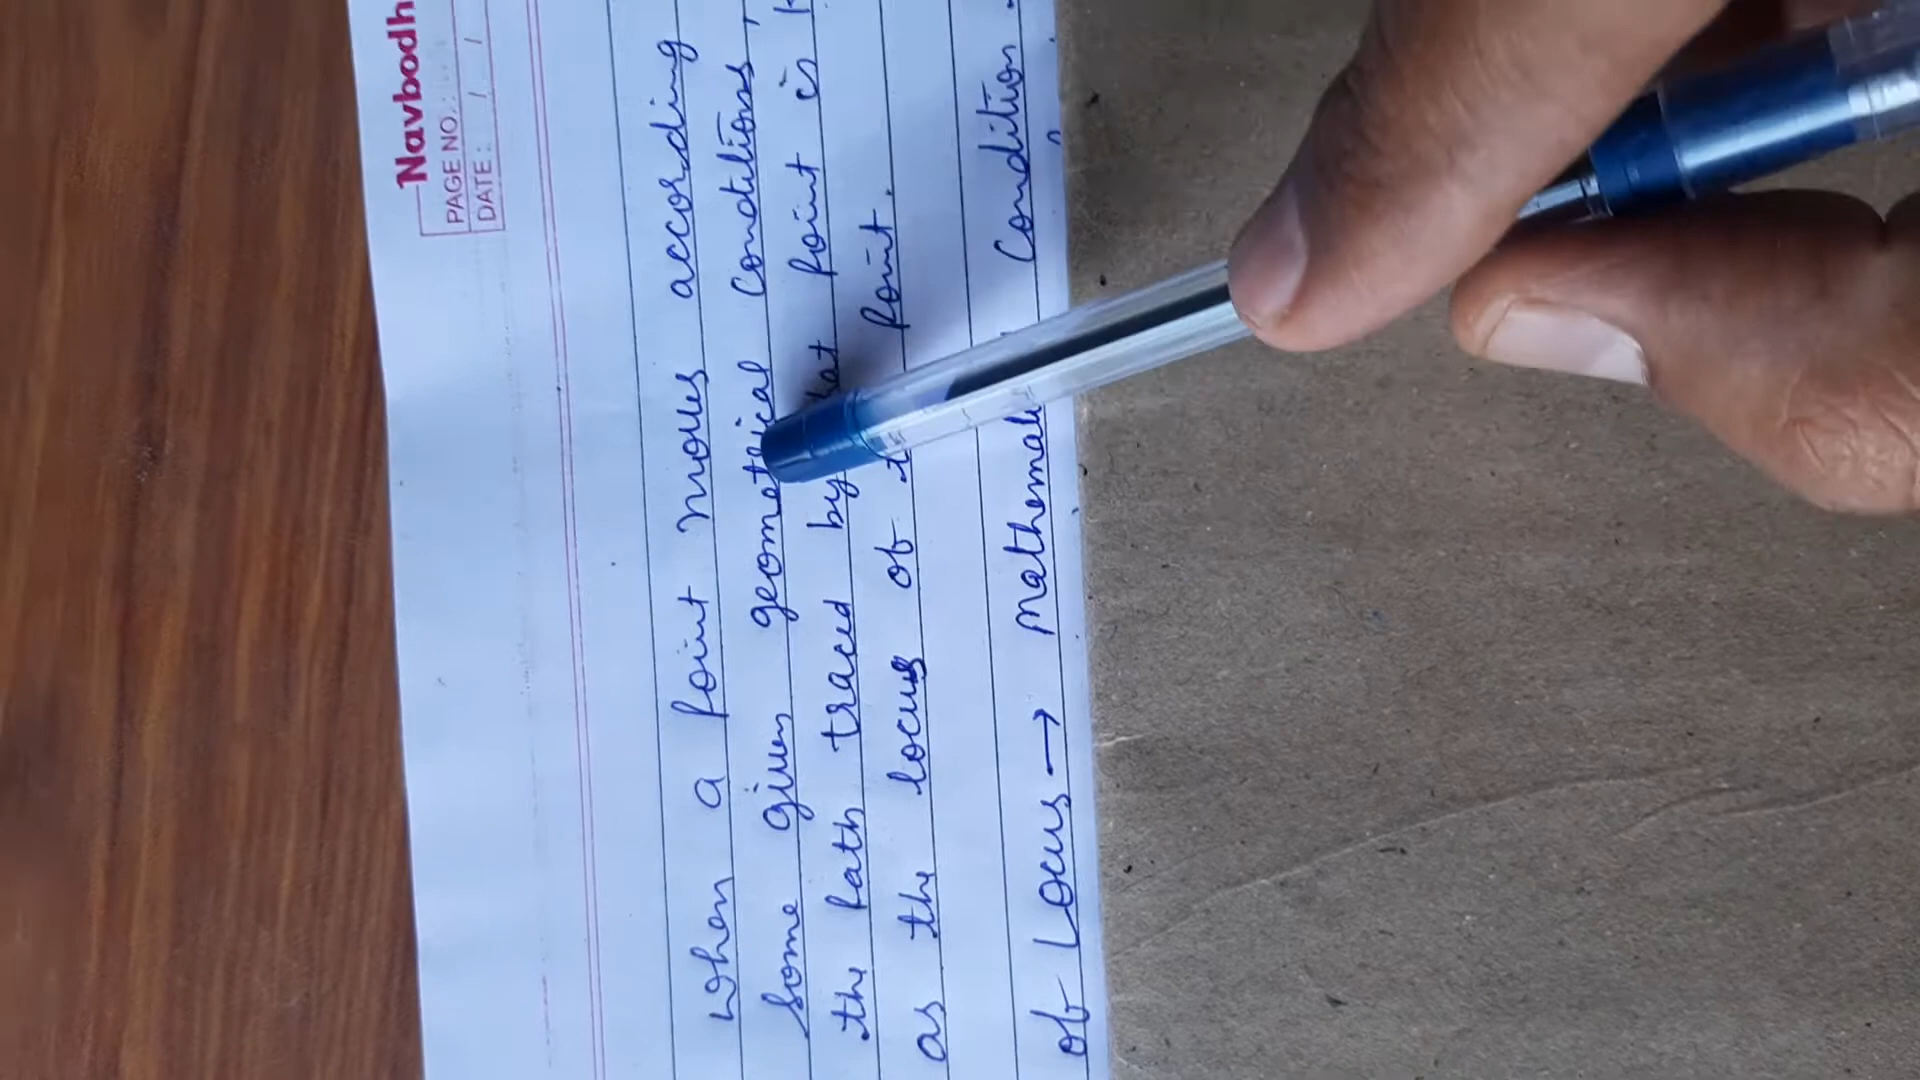 Navbodh
PAGE NO.:
DATE: / /
When a point moves according
some given geometrical conditions,
the path traced by that point is
as the locus of point.
of Locus → Mathemati Condition